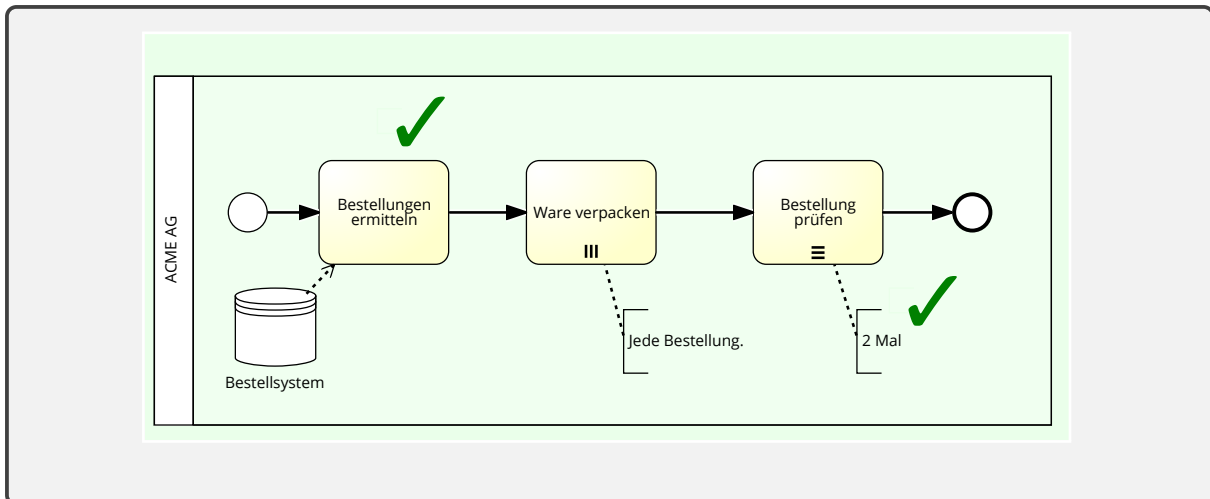 ACME AG
Bestellungen
ermitteln
Ware verpacken
Bestellung
prüfen
Jede Bestellung.
2 Mal
Bestellsystem